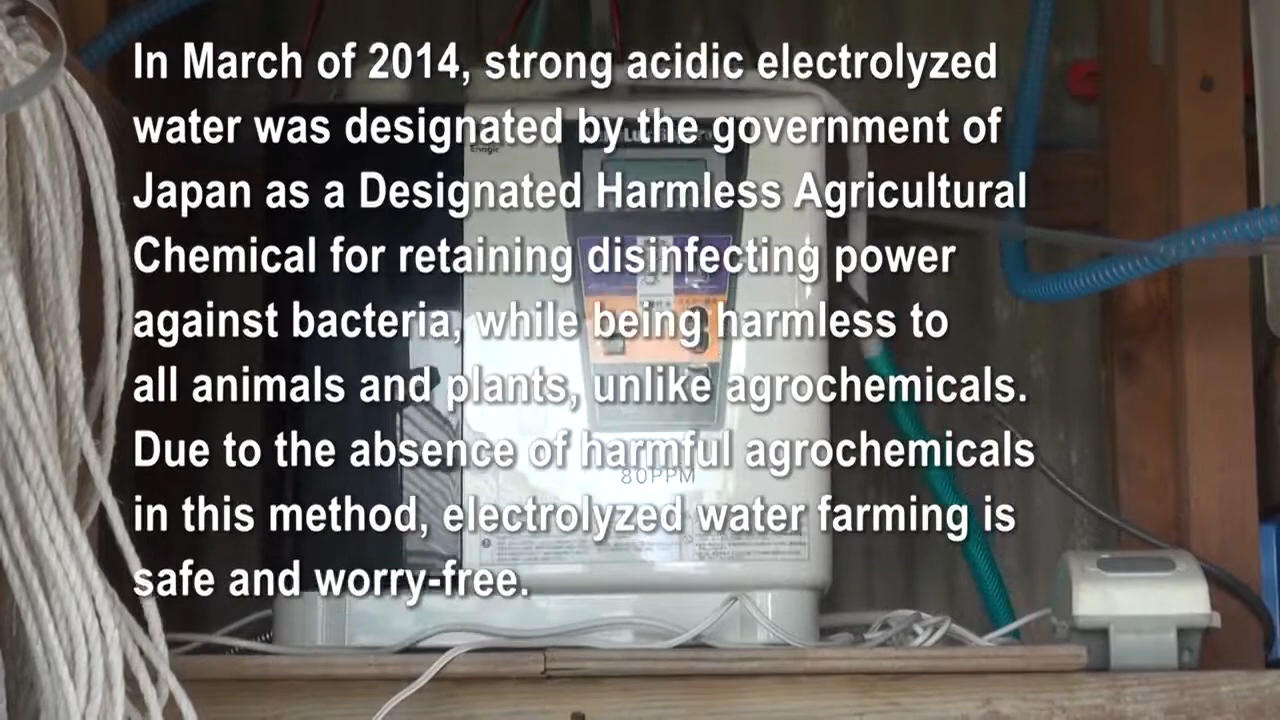 In March of 2014, strong acidic electrolyzed
water was designated by the government of
Japan as a Designated Harmless Agricultural
Chemical for retaining disinfecting power
against bacteria, while being harmless to
all animals and plants, unlike agrochemicals.
Due to the absence of harmful agrochemicals
in this method, electrolyzed water farming is
safe and worry-free.
Enagic
80PPM